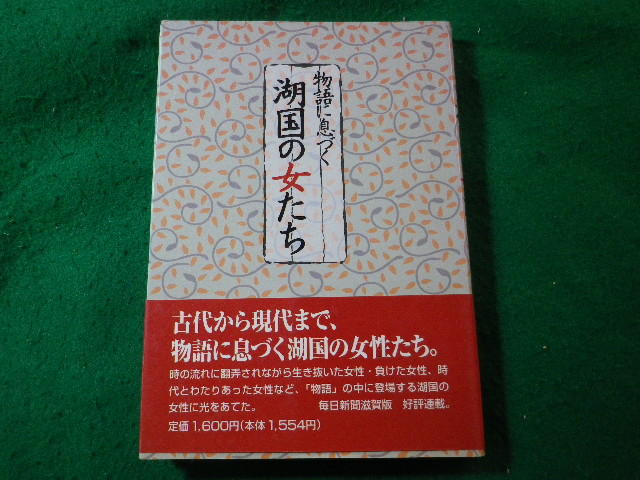 物語に息づく
湖国の女たち
古代から現代まで、
物語に息づく湖国の女性たち。
時の流れに翻弄されながら生き抜いた女性・負けた女性、時
代とわたりあった女性など、「物語」の中に登場する湖国の
女性に光をあてた。 毎日新聞滋賀版 好評連載。
定価1,600円(本体1,554円)